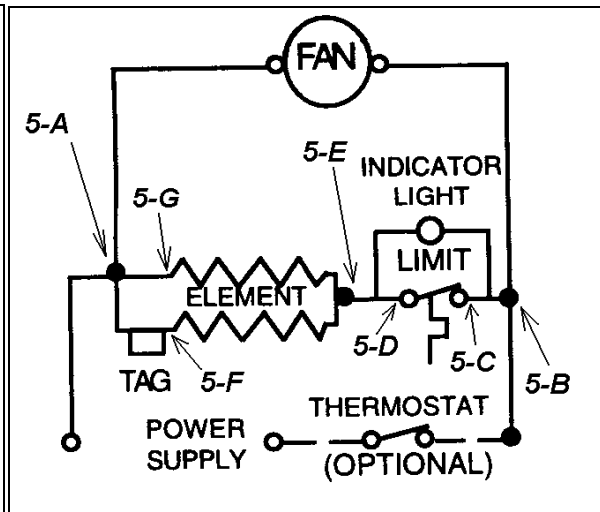 FAN
5-A
5-E
INDICATOR
LIGHT
5-G
LIMIT
ELEMENT
5-D
5-C
TAG
5-F
5-B
THERMOSTAT
POWER
SUPPLY
(OPTIONAL)